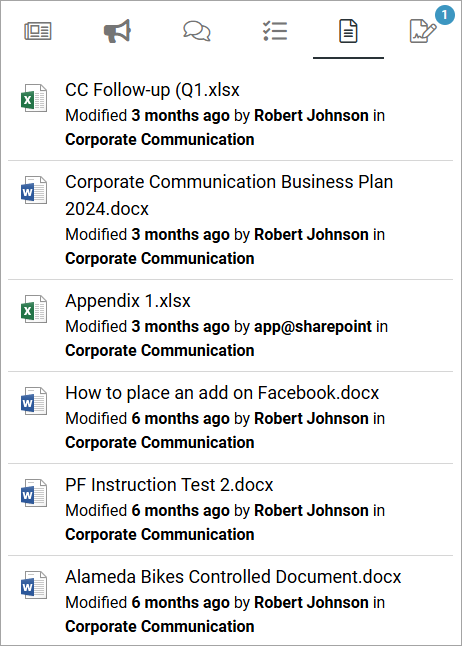 1
CC Follow-up (Q1.xlsx
Modified 3 months ago by Robert Johnson in
Corporate Communication
Corporate Communication Business Plan
2024.docx
Modified 3 months ago by Robert Johnson in
Corporate Communication
Appendix 1.xlsx
Modified 3 months ago by app@sharepoint in
Corporate Communication
How to place an add on Facebook.docx
Modified 6 months ago by Robert Johnson in
Corporate Communication
PF Instruction Test 2.docx
Modified 6 months ago by Robert Johnson in
Corporate Communication
Alameda Bikes Controlled Document.docx
Modified 6 months ago by Robert Johnson in
Corporate Communication